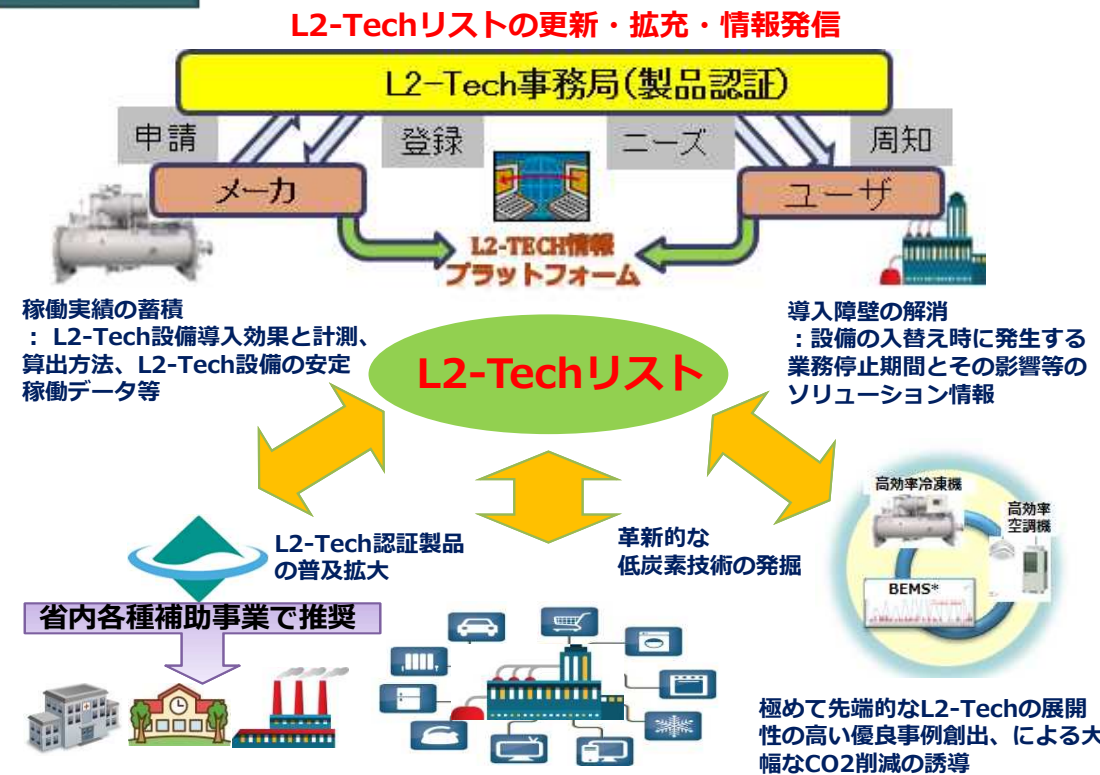 L2-Techリストの更新・拡充・情報発信
L2-Tech事務局(製品認証)
申請
登録
ニーズ
周知
メーカ
ユーザ
L2-TECH情報
プラットフォーム
稼働実績の蓄積
：L2-Tech設備導入効果と計測、
算出方法、L2-Tech設備の安定
稼働データ等
導入障壁の解消
：設備の入替え時に発生する
業務停止期間とその影響等の
ソリューション情報
L2-Techリスト
L2-Tech認証製品
の普及拡大
革新的な
低炭素技術の発掘
高効率冷凍機
高効率
空調機
BEMS*
省内各種補助事業で推奨
極めて先端的なL2-Techの展開
性の高い優良事例創出、による大
幅なCO2削減の誘導